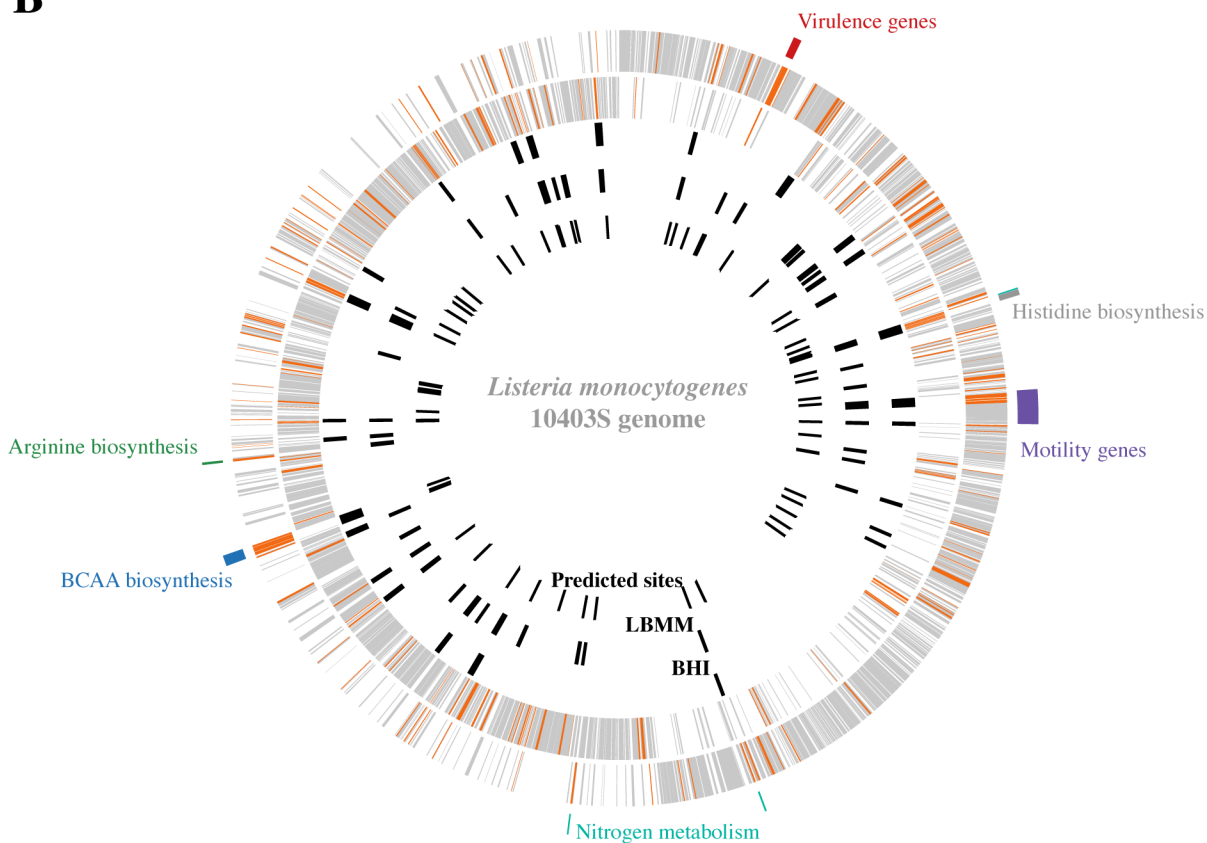 B
Virulence genes
Histidine biosynthesis
Listeria monocytogenes
10403S genome
Arginine biosynthesis
Motility genes
BCAA biosynthesis
Predicted sites
LBMM
BHI
Nitrogen metabolism